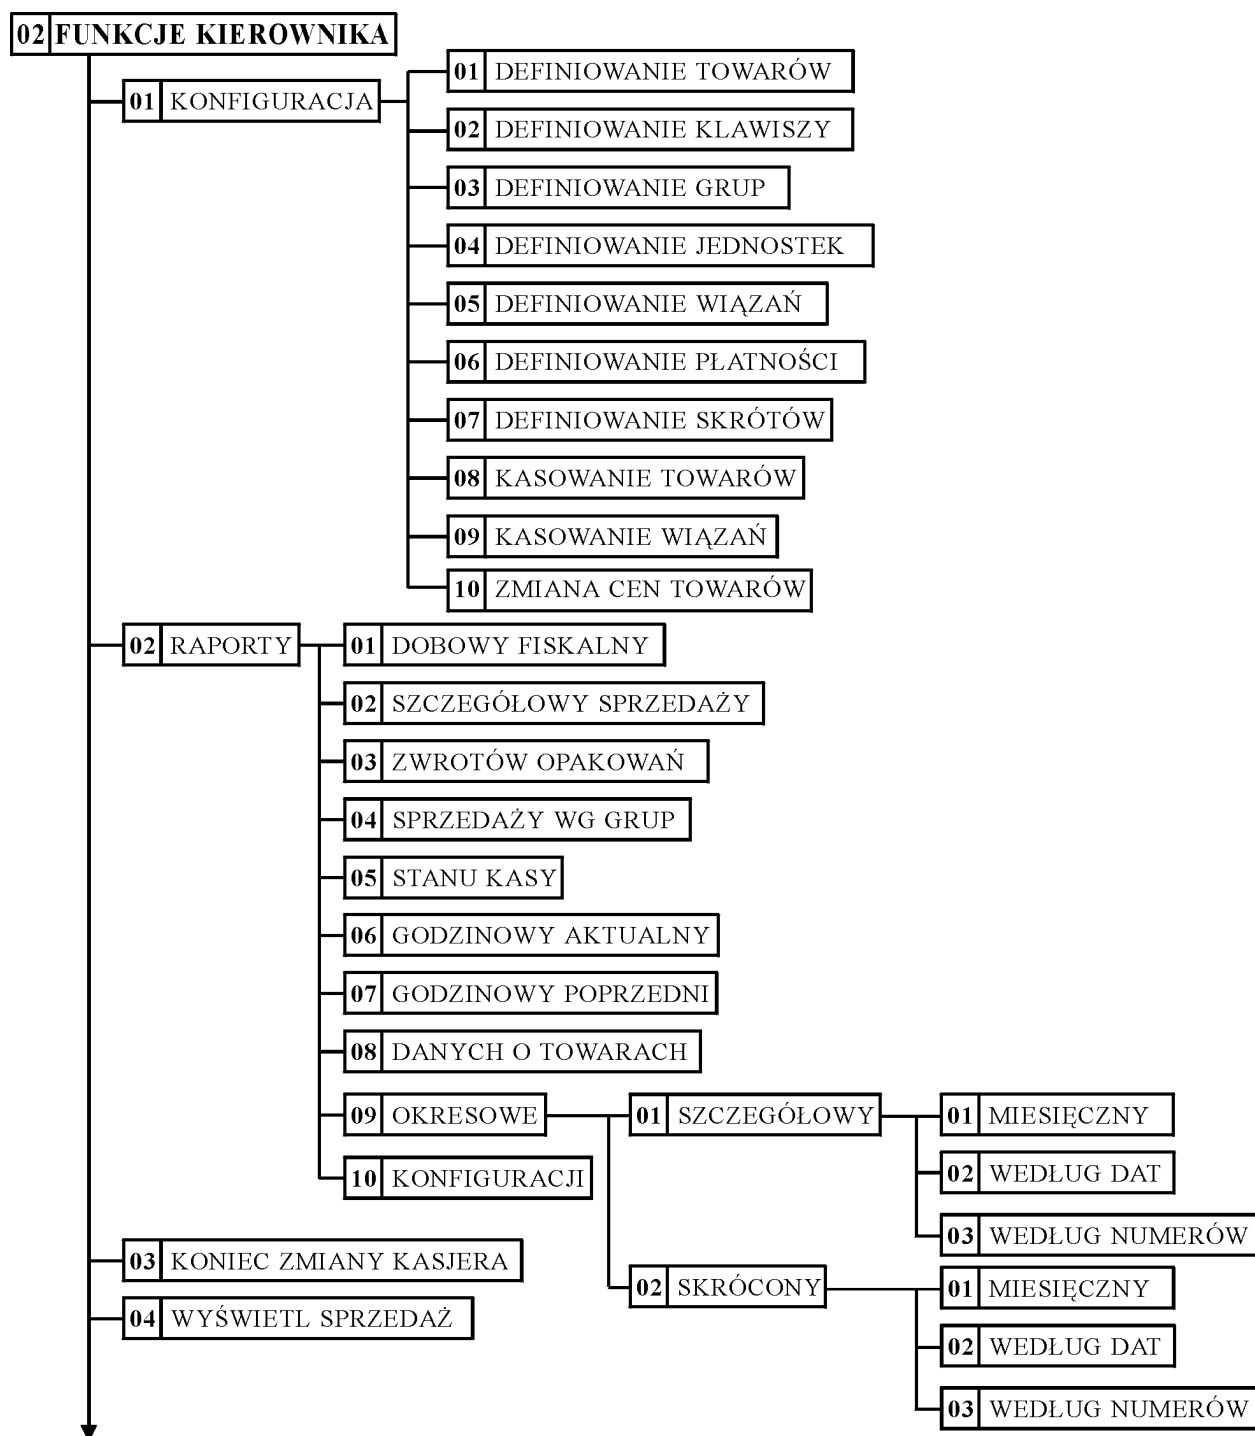 02 FUNKCJE KIEROWNIKA
01 KONFIGURACJA
01 DEFINIOWANIE TOWARÓW
02 DEFINIOWANIE KLAWISZY
03 DEFINIOWANIE GRUP
04 DEFINIOWANIE JEDNOSTEK
05 DEFINIOWANIE WIĄZAŃ
06 DEFINIOWANIE PŁATNOŚCI
07 DEFINIOWANIE SKRÓTÓW
08 KASOWANIE TOWARÓW
09 KASOWANIE WIĄZAŃ
10 ZMIANA CEN TOWARÓW
02 RAPORTY
01 DOBOWY FISKALNY
02 SZCZEGÓŁOWY SPRZEDAŻY
03 ZWROTÓW OPAKOWAŃ
04 SPRZEDAŻY WG GRUP
05 STANU KASY
06 GODZINOWY AKTUALNY
07 GODZINOWY POPRZEDNI
08 DANYCH O TOWARACH
09 OKRESOWE
01 SZCZEGÓŁOWY
01 MIESIĘCZNY
02 WEDŁUG DAT
03 WEDŁUG NUMERÓW
02 SKRÓCONY
01 MIESIĘCZNY
02 WEDŁUG DAT
03 WEDŁUG NUMERÓW
10 KONFIGURACJI
03 KONIEC ZMIANY KASJERA
04 WYŚWIETL SPRZEDAŻ